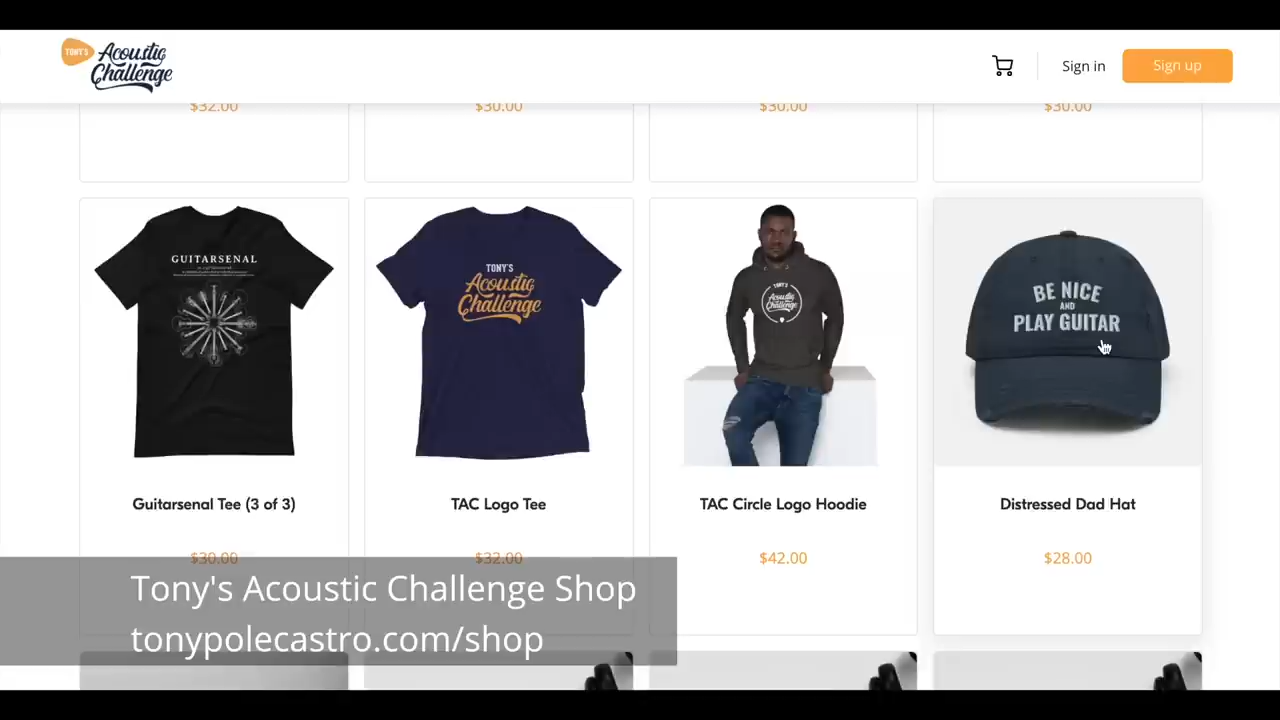 TONY'S
Acoustic
Challenge
Sign in
Sign up
$32.00
$30.00
$30.00
$30.00
GUITARSENAL
TONY'S
Acoustic
Challenge
TONY'S
Acoustic
Challenge
BE NICE
AND
PLAY GUITAR
Guitarsenal Tee (3 of 3)
TAC Logo Tee
TAC Circle Logo Hoodie
Distressed Dad Hat
$30.00
$32.00
$42.00
$28.00
Tony's Acoustic Challenge Shop
tonypolecastro.com/shop